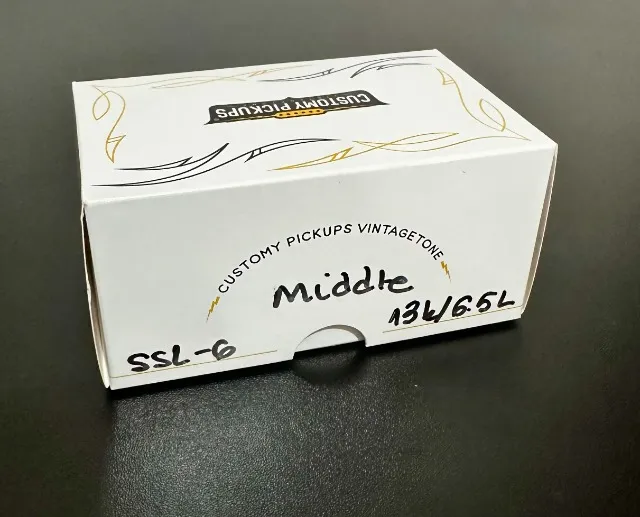 CUSTOMY PICKUPS
CUSTOMY PICKUPS VINTAGETONE
Middle
13k/6.5L
SSL-6